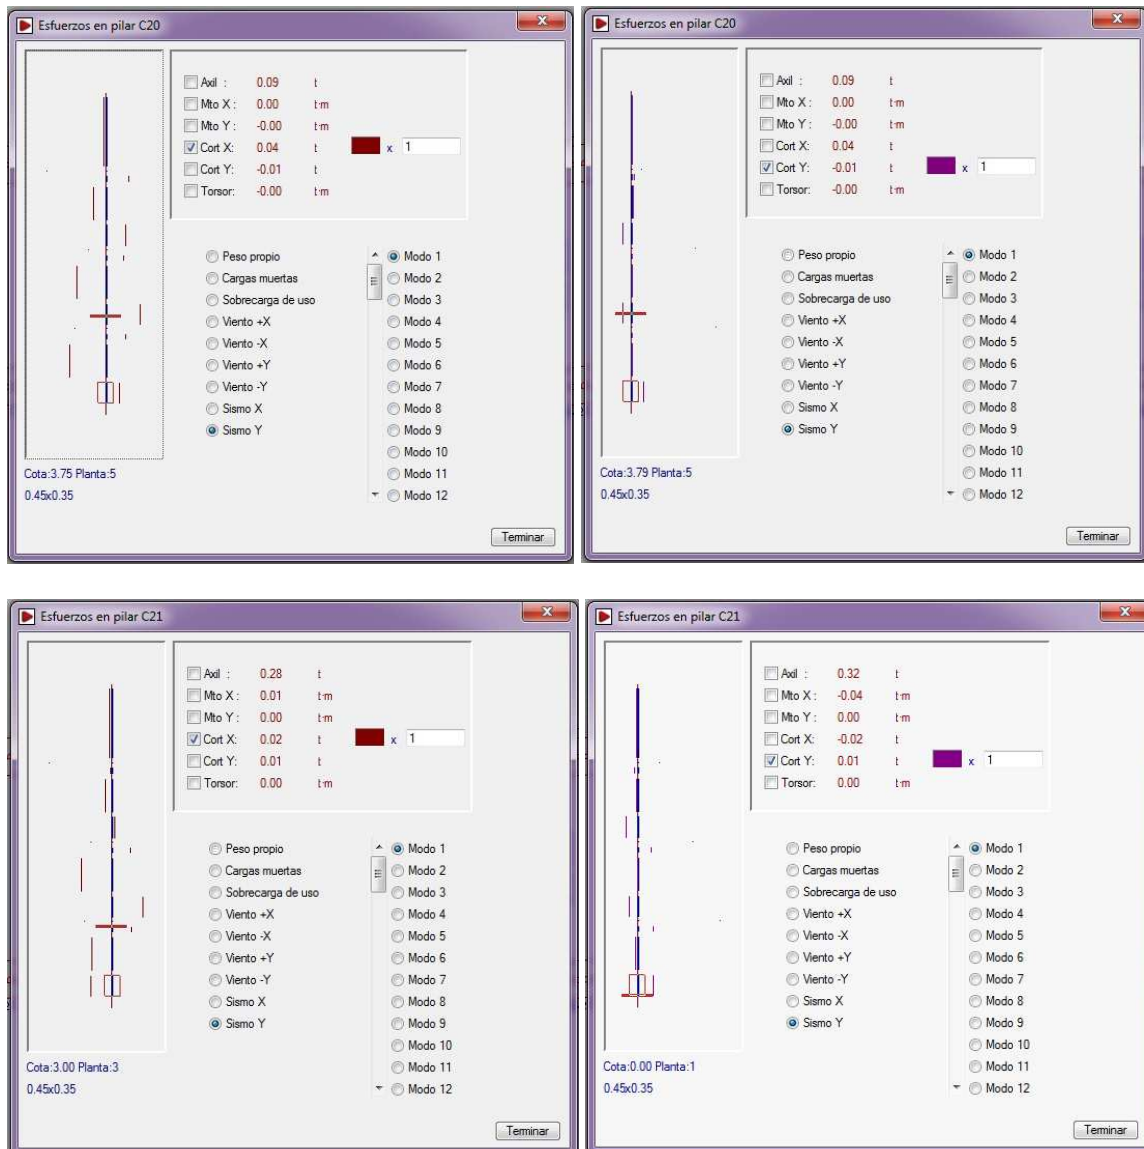 Esfuerzos en pilar C20
Axil : 0.09 t
Mto X : 0.00 t·m
Mto Y : -0.00 t·m
Cort X: 0.04 t x 1
Cort Y: -0.01 t
Torsor: -0.00 t·m
Peso propio
Cargas muertas
Sobrecarga de uso
Viento +X
Viento -X
Viento +Y
Viento -Y
Sismo X
Sismo Y
Modo 1
Modo 2
Modo 3
Modo 4
Modo 5
Modo 6
Modo 7
Modo 8
Modo 9
Modo 10
Modo 11
Modo 12
Cota:3.75 Planta:5
0.45x0.35
Terminar
Esfuerzos en pilar C20
Axil : 0.09 t
Mto X : 0.00 t·m
Mto Y : -0.00 t·m
Cort X: 0.04 t
Cort Y: -0.01 t x 1
Torsor: -0.00 t·m
Peso propio
Cargas muertas
Sobrecarga de uso
Viento +X
Viento -X
Viento +Y
Viento -Y
Sismo X
Sismo Y
Modo 1
Modo 2
Modo 3
Modo 4
Modo 5
Modo 6
Modo 7
Modo 8
Modo 9
Modo 10
Modo 11
Modo 12
Cota:3.79 Planta:5
0.45x0.35
Terminar
Esfuerzos en pilar C21
Axil : 0.28 t
Mto X : 0.01 t·m
Mto Y : 0.00 t·m
Cort X: 0.02 t x 1
Cort Y: 0.01 t
Torsor: 0.00 t·m
Peso propio
Cargas muertas
Sobrecarga de uso
Viento +X
Viento -X
Viento +Y
Viento -Y
Sismo X
Sismo Y
Modo 1
Modo 2
Modo 3
Modo 4
Modo 5
Modo 6
Modo 7
Modo 8
Modo 9
Modo 10
Modo 11
Modo 12
Cota:3.00 Planta:3
0.45x0.35
Terminar
Esfuerzos en pilar C21
Axil : 0.32 t
Mto X : -0.04 t·m
Mto Y : 0.00 t·m
Cort X: -0.02 t
Cort Y: 0.01 t x 1
Torsor: 0.00 t·m
Peso propio
Cargas muertas
Sobrecarga de uso
Viento +X
Viento -X
Viento +Y
Viento -Y
Sismo X
Sismo Y
Modo 1
Modo 2
Modo 3
Modo 4
Modo 5
Modo 6
Modo 7
Modo 8
Modo 9
Modo 10
Modo 11
Modo 12
Cota:0.00 Planta:1
0.45x0.35
Terminar